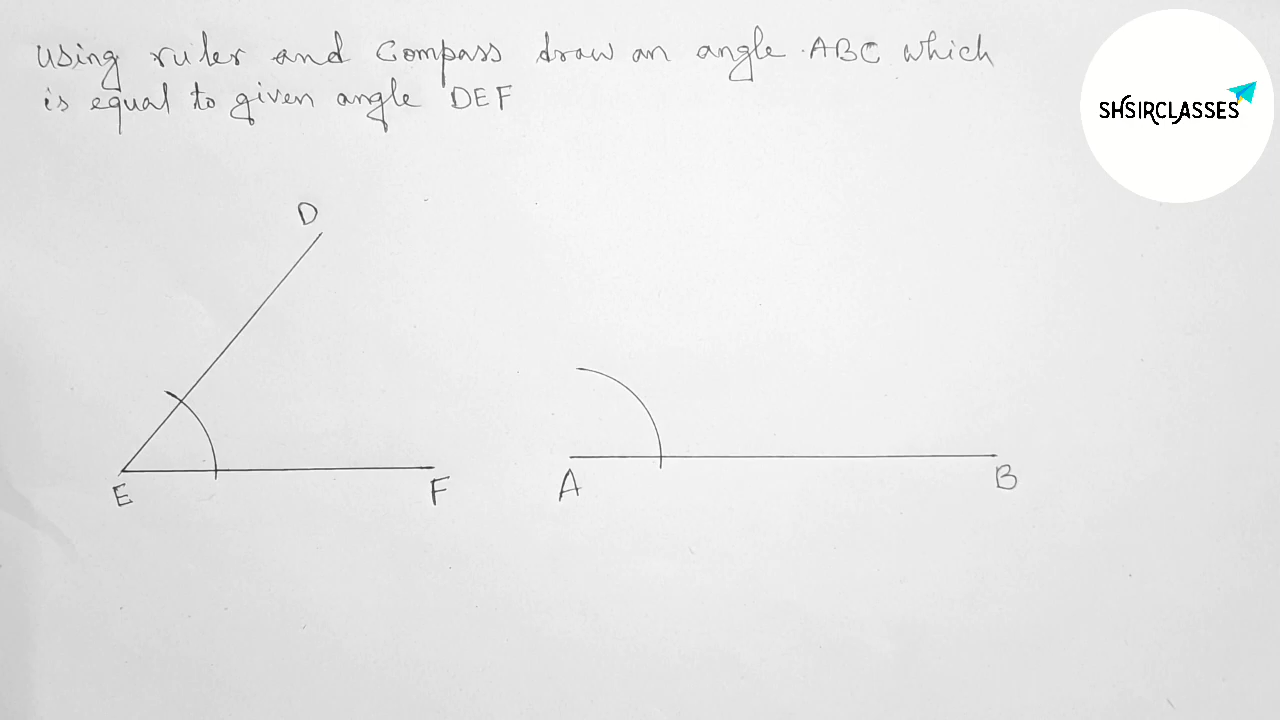 using ruler and Compass draw an angle ABC which
is equal to given angle DEF
SHSIRCLASSES
D
E
F
A
B